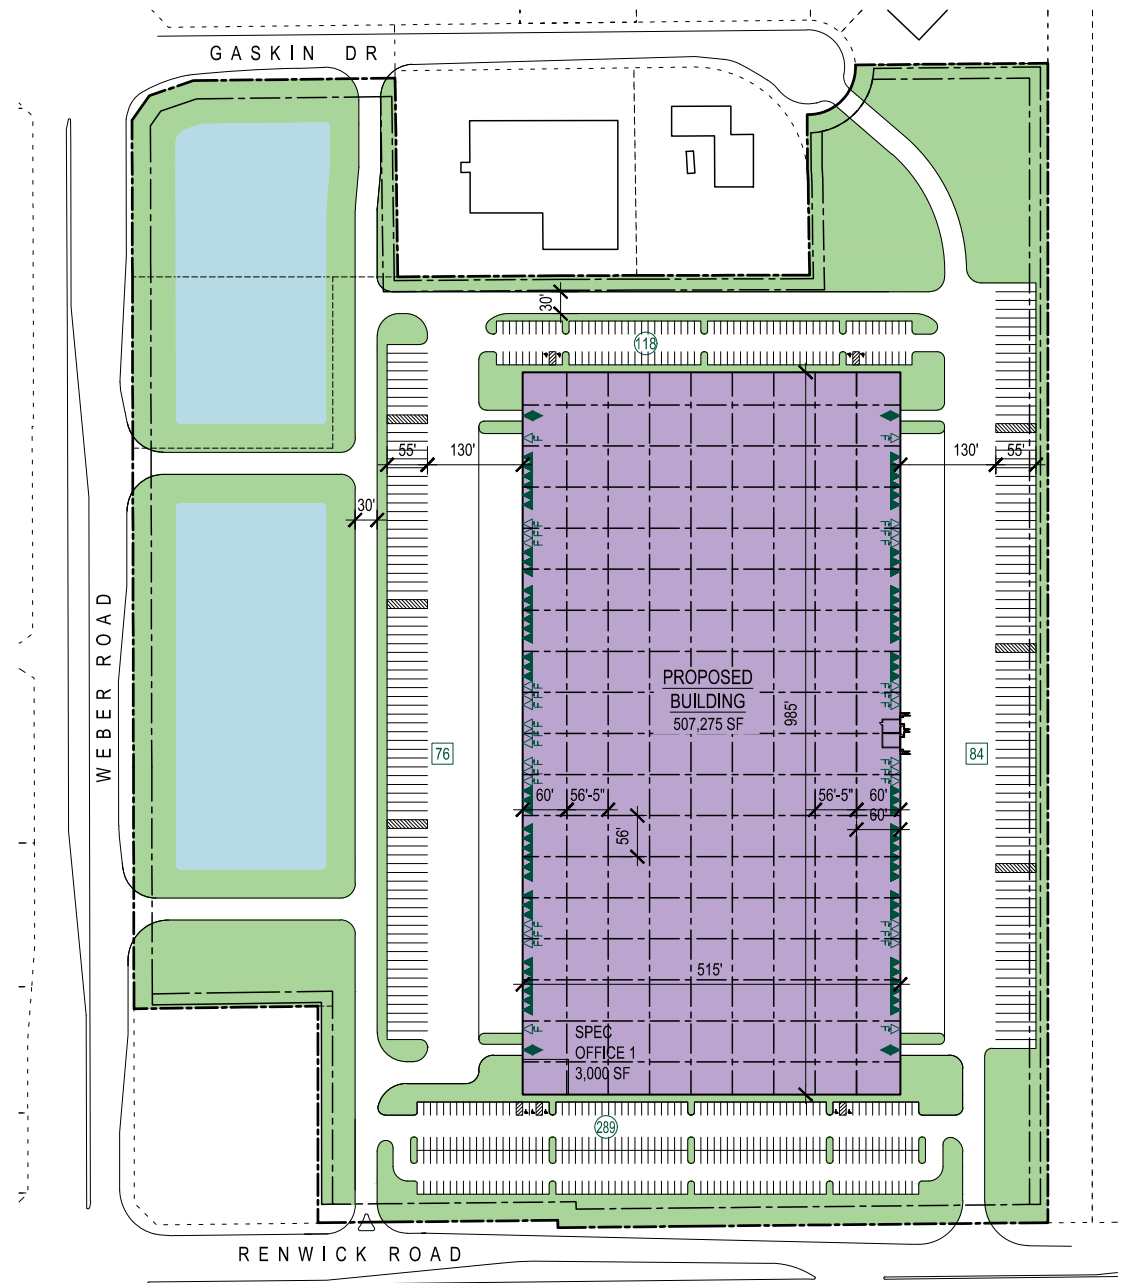 GASKIN DR
30'
118
55'
130'
130'
55'
30'
WEBER ROAD
PROPOSED
BUILDING
507,275 SF
985'
76
84
60'
56'-5"
56'-5"
60'
60'
56'
515'
SPEC
OFFICE 1
3,000 SF
289
RENWICK ROAD